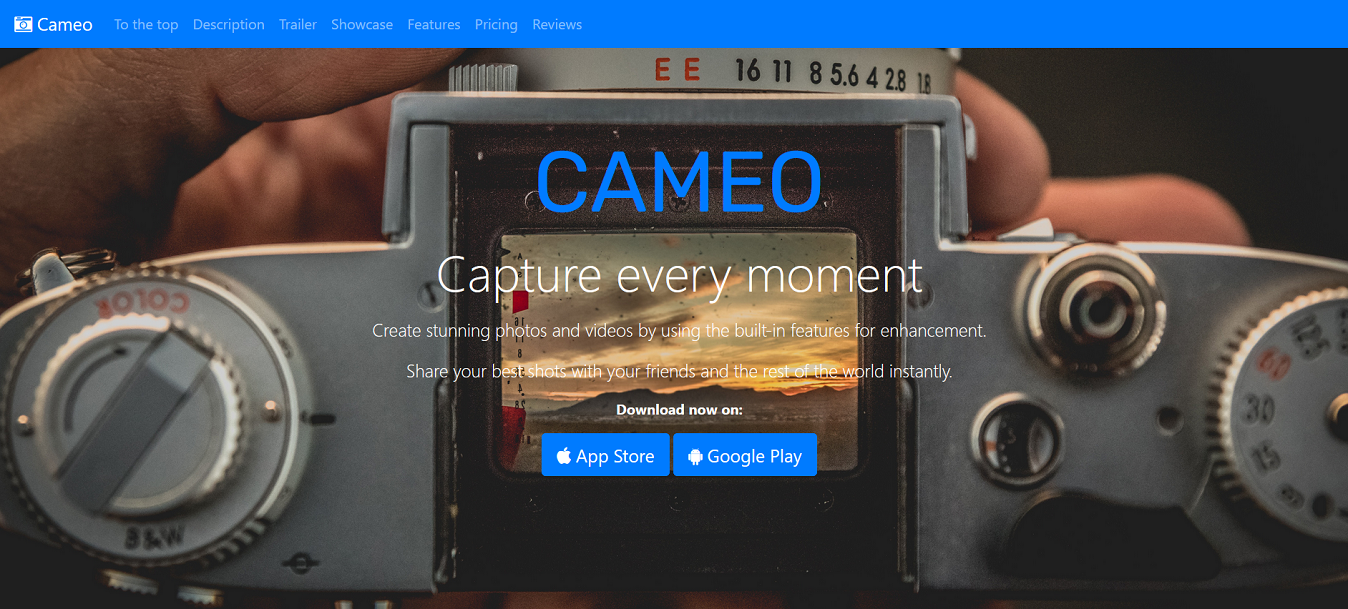 Cameo To the top Description Trailer Showcase Features Pricing Reviews
E E 16 11 8 5.6 4 2.8 1.8
CAMEO
Capture every moment
Create stunning photos and videos by using the built-in features for enhancement.
Share your best shots with your friends and the rest of the world instantly.
Download now on:
App Store Google Play
COLOR
B&W
60
30
15